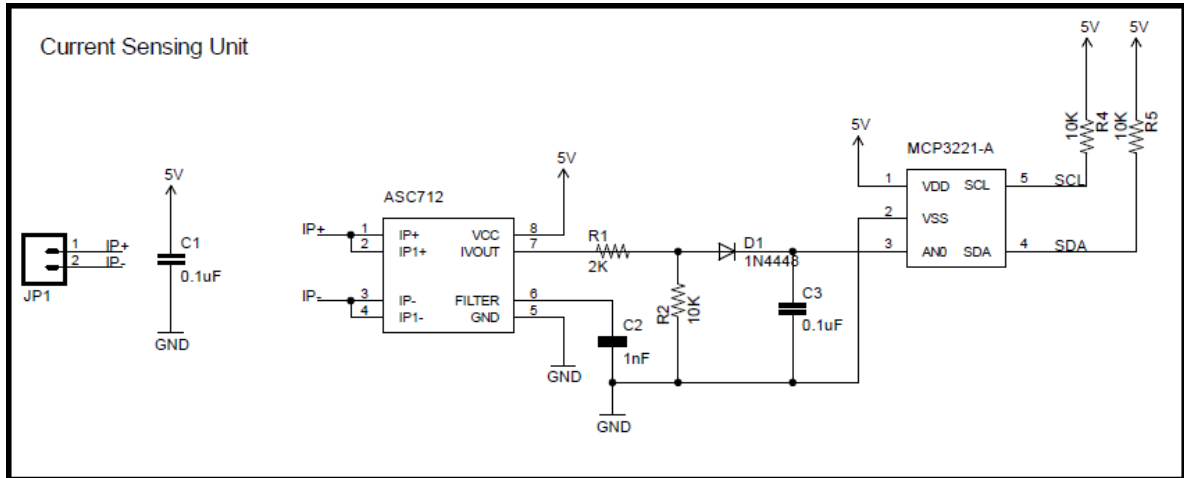 Current Sensing Unit
5V
C1
0.1uF
GND
1 IP+
2 IP-
JP1
ASC712
IP+
1 IP+
2 IP1+
IP-
3 IP-
4 IP1-
VCC 8
IVOUT 7
FILTER 6
GND 5
5V
GND
R1
2K
C2
1nF
GND
R2
10K
D1
1N4448
C3
0.1uF
5V
MCP3221-A
1 VDD
2 VSS
3 AN0
SCL 5 SCL
SDA 4 SDA
5V
5V
10K
R4
10K
R5